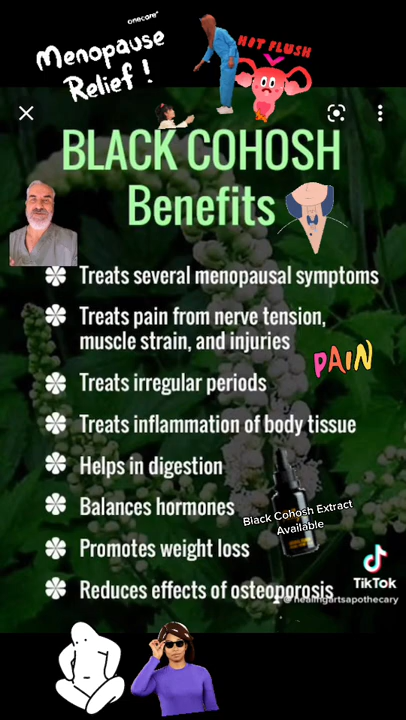 onecare®
Menopause
Relief !
HOT FLUSH
BLACK COHOSH
Benefits
Treats several menopausal symptoms
Treats pain from nerve tension,
muscle strain, and injuries
PAIN
Treats irregular periods
Treats inflammation of body tissue
Helps in digestion
Balances hormones
Black Cohosh Extract
Available
Promotes weight loss
TikTok
Reduces effects of osteoporosis
@healingartsapothecary